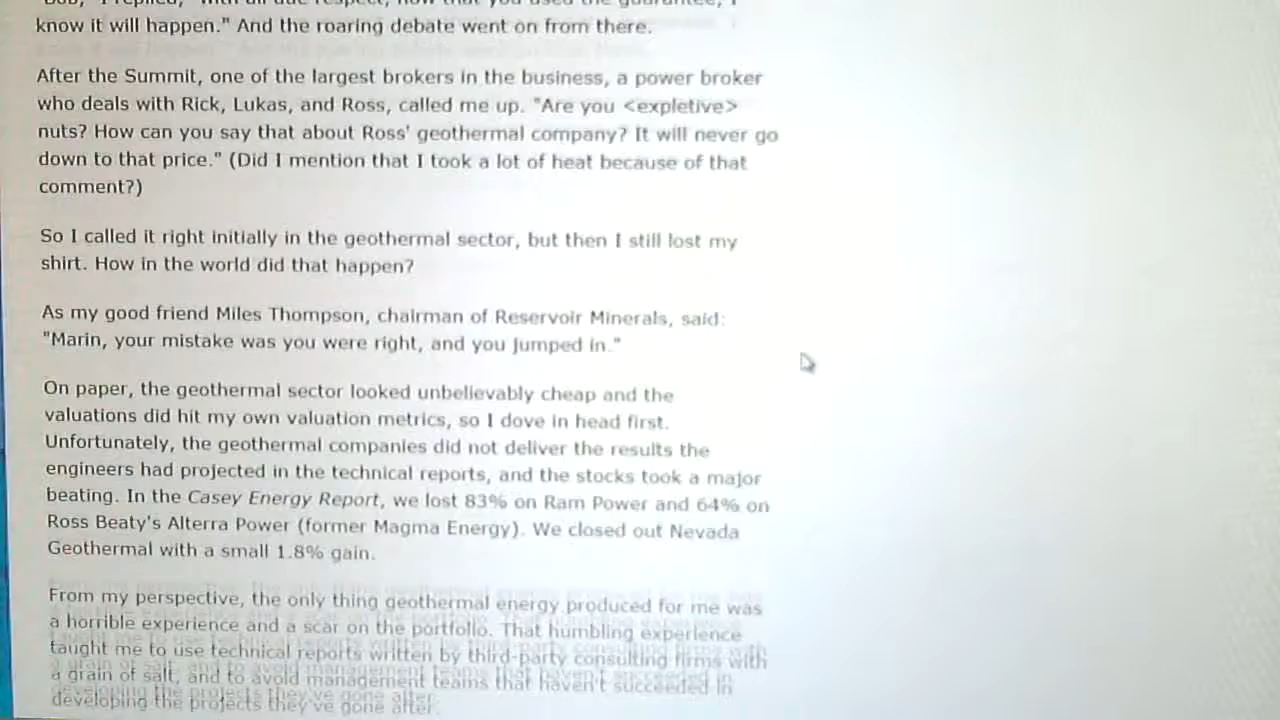 "Bob," I replied, "with all due respect, now that you used the guarantee, I
know it will happen." And the roaring debate went on from there.
After the Summit, one of the largest brokers in the business, a power broker
who deals with Rick, Lukas, and Ross, called me up. "Are you <expletive>
nuts? How can you say that about Ross' geothermal company? It will never go
down to that price." (Did I mention that I took a lot of heat because of that
comment?)
So I called it right initially in the geothermal sector, but then I still lost my
shirt. How in the world did that happen?
As my good friend Miles Thompson, chairman of Reservoir Minerals, said:
"Marin, your mistake was you were right, and you jumped in."
On paper, the geothermal sector looked unbelievably cheap and the
valuations did hit my own valuation metrics, so I dove in head first.
Unfortunately, the geothermal companies did not deliver the results the
engineers had projected in the technical reports, and the stocks took a major
beating. In the Casey Energy Report, we lost 83% on Ram Power and 64% on
Ross Beaty's Alterra Power (former Magma Energy). We closed out Nevada
Geothermal with a small 1.8% gain.
From my perspective, the only thing geothermal energy produced for me was
a horrible experience and a scar on the portfolio. That humbling experience
taught me to use technical reports written by third-party consulting firms with
a grain of salt, and to avoid management teams that haven't succeeded in
developing the projects they've gone after.